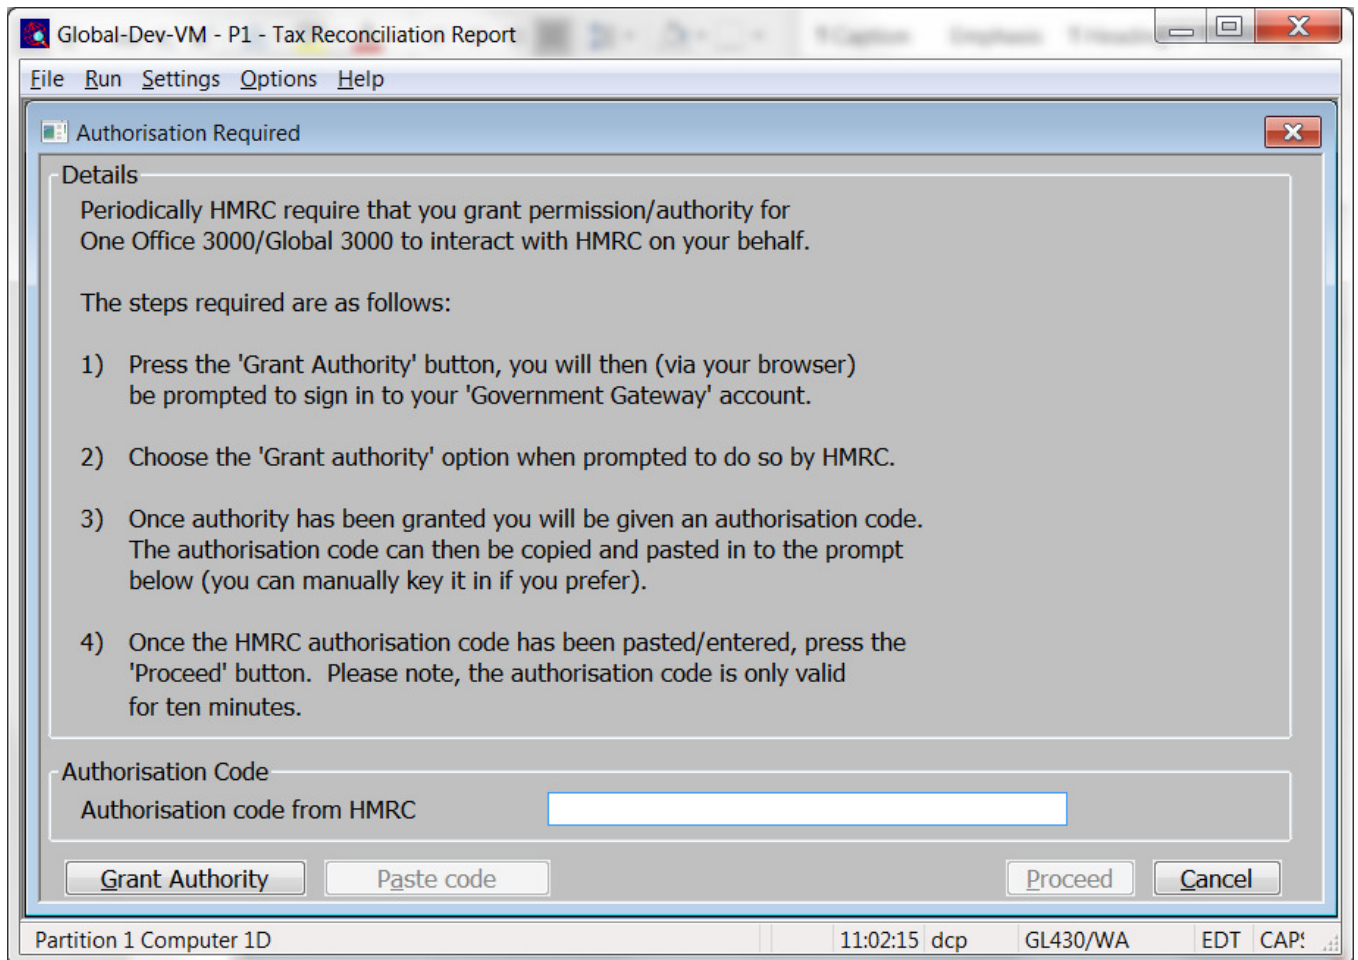 Global-Dev-VM - P1 - Tax Reconciliation Report
File Run Settings Options Help
Authorisation Required
Details
Periodically HMRC require that you grant permission/authority for
One Office 3000/Global 3000 to interact with HMRC on your behalf.
The steps required are as follows:
1) Press the 'Grant Authority' button, you will then (via your browser)
be prompted to sign in to your 'Government Gateway' account.
2) Choose the 'Grant authority' option when prompted to do so by HMRC.
3) Once authority has been granted you will be given an authorisation code.
The authorisation code can then be copied and pasted in to the prompt
below (you can manually key it in if you prefer).
4) Once the HMRC authorisation code has been pasted/entered, press the
'Proceed' button. Please note, the authorisation code is only valid
for ten minutes.
Authorisation Code
Authorisation code from HMRC
Grant Authority Paste code Proceed Cancel
Partition 1 Computer 1D 11:02:15 dcp GL430/WA EDT CAPS